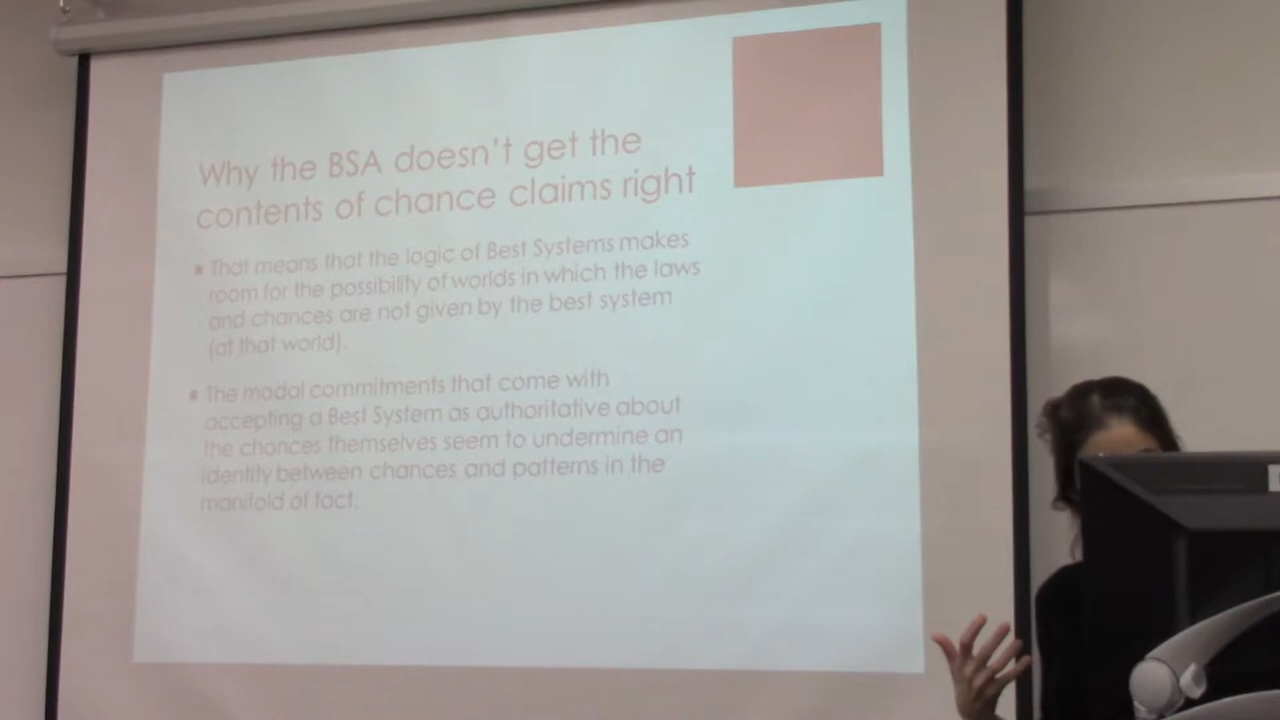 Why the BSA doesn't get the
contents of chance claims right
That means that the logic of Best Systems makes
room for the possibility of worlds in which the laws
and chances are not given by the best system
(at that world).
The modal commitments that come with
accepting a Best System as authoritative about
the chances themselves seem to undermine an
identity between chances and patterns in the
manifold of fact.